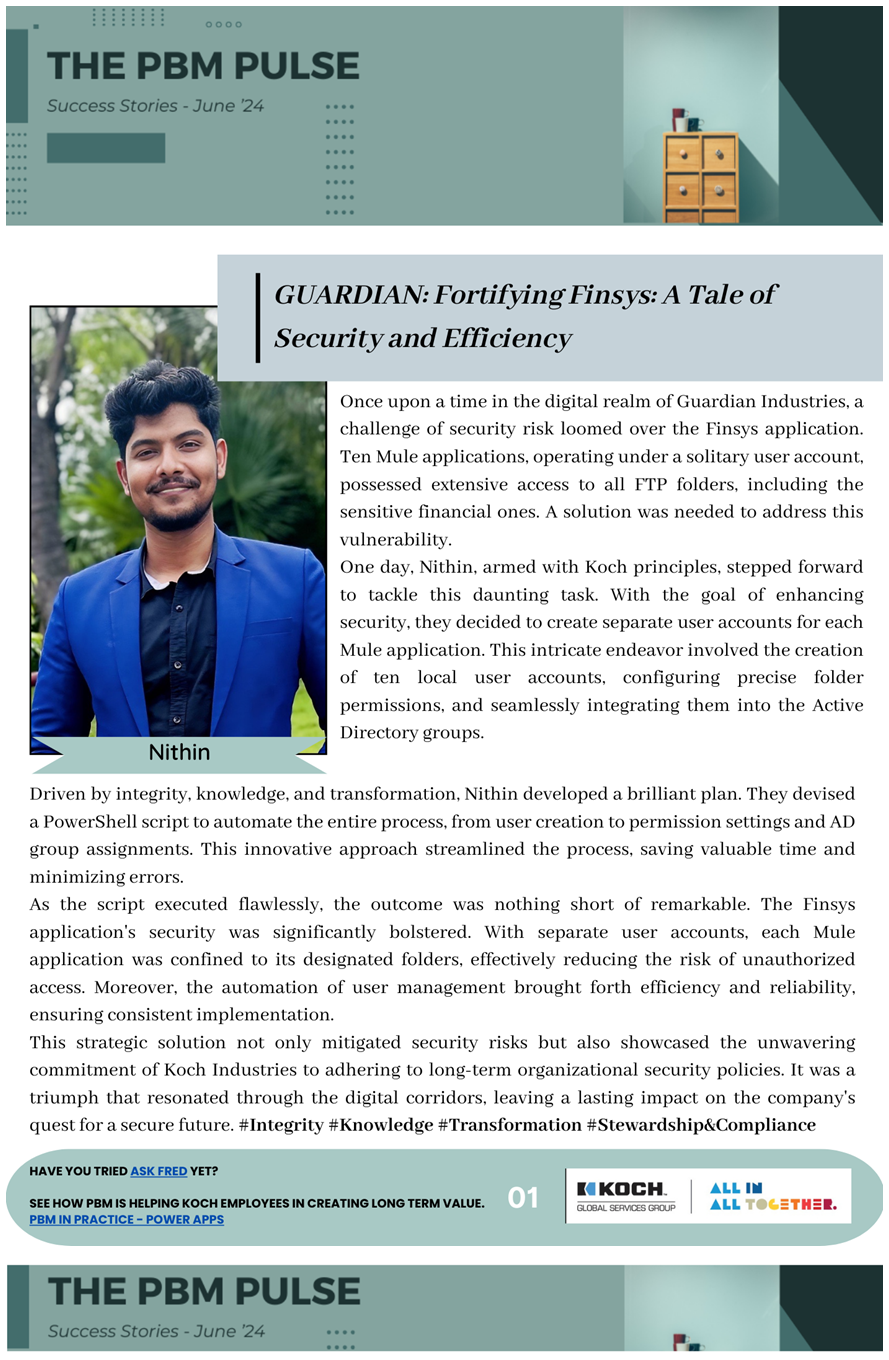 THE PBM PULSE
Success Stories - June '24
GUARDIAN: Fortifying Finsys: A Tale of
Security and Efficiency
Once upon a time in the digital realm of Guardian Industries, a
challenge of security risk loomed over the Finsys application.
Ten Mule applications, operating under a solitary user account,
possessed extensive access to all FTP folders, including the
sensitive financial ones. A solution was needed to address this
vulnerability.
One day, Nithin, armed with Koch principles, stepped forward
to tackle this daunting task. With the goal of enhancing
security, they decided to create separate user accounts for each
Mule application. This intricate endeavor involved the creation
of ten local user accounts, configuring precise folder
permissions, and seamlessly integrating them into the Active
Directory groups.
Nithin
Driven by integrity, knowledge, and transformation, Nithin developed a brilliant plan. They devised
a PowerShell script to automate the entire process, from user creation to permission settings and AD
group assignments. This innovative approach streamlined the process, saving valuable time and
minimizing errors.
As the script executed flawlessly, the outcome was nothing short of remarkable. The Finsys
application's security was significantly bolstered. With separate user accounts, each Mule
application was confined to its designated folders, effectively reducing the risk of unauthorized
access. Moreover, the automation of user management brought forth efficiency and reliability,
ensuring consistent implementation.
This strategic solution not only mitigated security risks but also showcased the unwavering
commitment of Koch Industries to adhering to long-term organizational security policies. It was a
triumph that resonated through the digital corridors, leaving a lasting impact on the company's
quest for a secure future. #Integrity #Knowledge #Transformation #Stewardship&Compliance
HAVE YOU TRIED ASK FRED YET?
SEE HOW PBM IS HELPING KOCH EMPLOYEES IN CREATING LONG TERM VALUE.
PBM IN PRACTICE - POWER APPS
01
KOCH™
GLOBAL SERVICES GROUP
ALL IN
ALL TOGETHER.
THE PBM PULSE
Success Stories - June '24